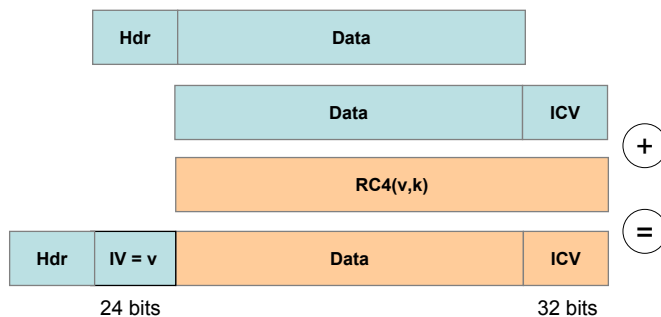 Hdr Data
Data ICV
+
RC4(v,k)
=
Hdr IV = v Data ICV
24 bits 32 bits